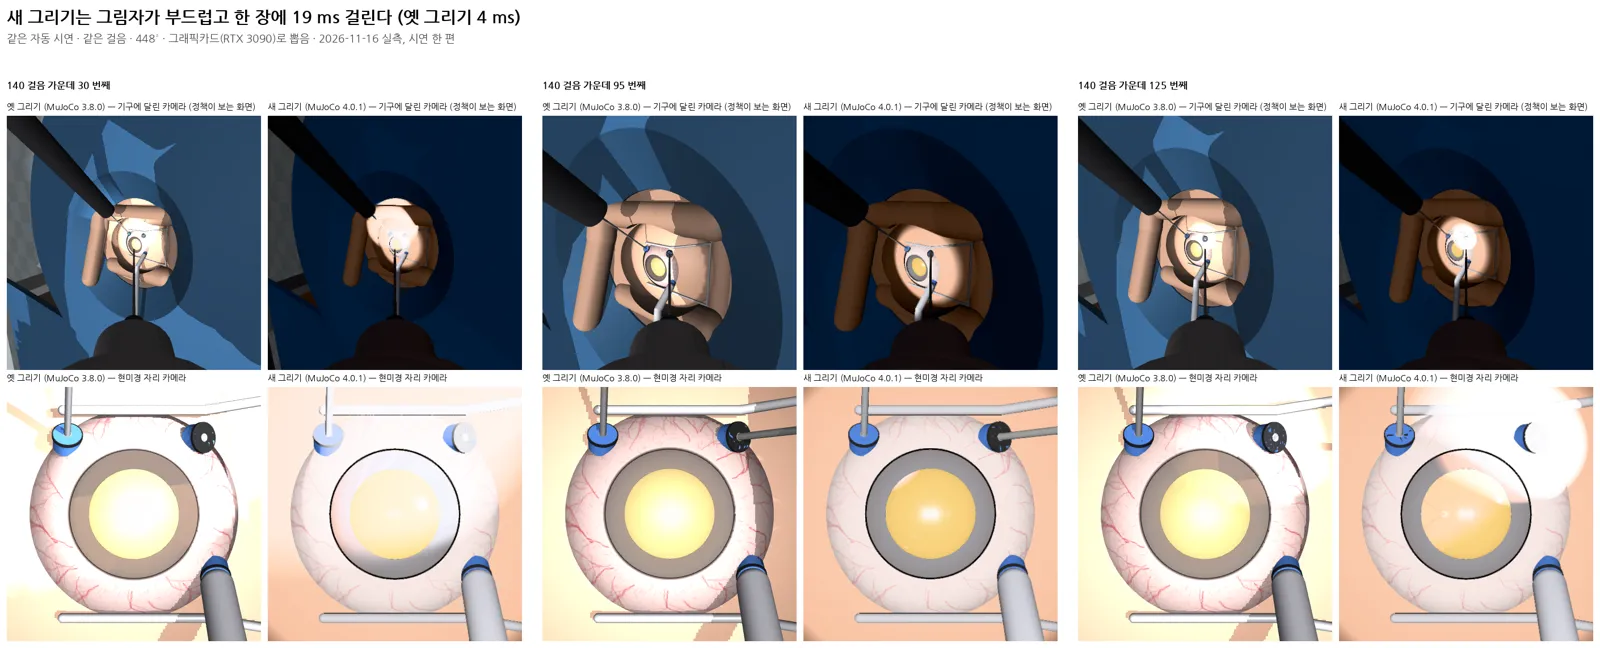 새 그리기는 그림자가 부드럽고 한 장에 19 ms 걸린다 (옛 그리기 4 ms)
같은 자동 시연 · 같은 걸음 · 448² · 그래픽카드(RTX 3090)로 뽑음 · 2026-11-16 실측, 시연 한 편
140 걸음 가운데 30 번째
옛 그리기 (MuJoCo 3.8.0) — 기구에 달린 카메라 (정책이 보는 화면)
새 그리기 (MuJoCo 4.0.1) — 기구에 달린 카메라 (정책이 보는 화면)
옛 그리기 (MuJoCo 3.8.0) — 현미경 자리 카메라
새 그리기 (MuJoCo 4.0.1) — 현미경 자리 카메라
140 걸음 가운데 95 번째
옛 그리기 (MuJoCo 3.8.0) — 기구에 달린 카메라 (정책이 보는 화면)
새 그리기 (MuJoCo 4.0.1) — 기구에 달린 카메라 (정책이 보는 화면)
옛 그리기 (MuJoCo 3.8.0) — 현미경 자리 카메라
새 그리기 (MuJoCo 4.0.1) — 현미경 자리 카메라
140 걸음 가운데 125 번째
옛 그리기 (MuJoCo 3.8.0) — 기구에 달린 카메라 (정책이 보는 화면)
새 그리기 (MuJoCo 4.0.1) — 기구에 달린 카메라 (정책이 보는 화면)
옛 그리기 (MuJoCo 3.8.0) — 현미경 자리 카메라
새 그리기 (MuJoCo 4.0.1) — 현미경 자리 카메라